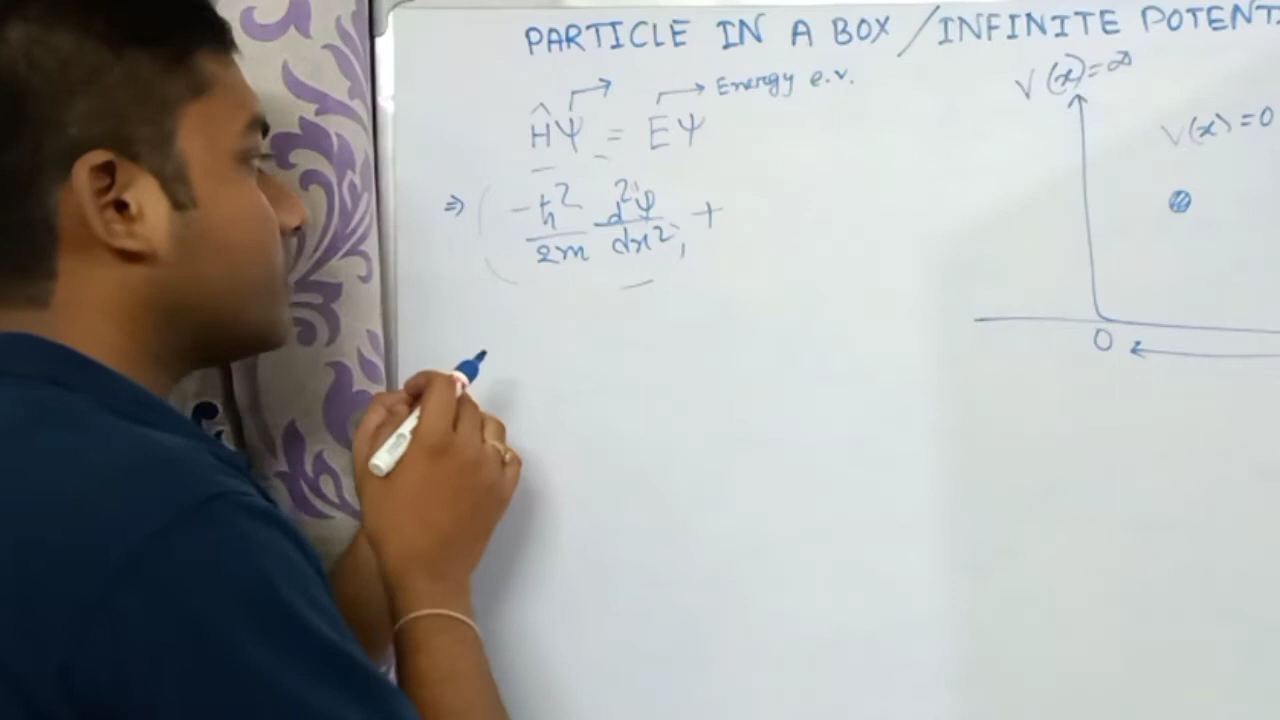 PARTICLE IN A BOX / INFINITE POTENT
Energy e.v.
Ĥψ = Eψ
⇒ ( -ħ²/2m d²ψ/dx² +
V(x)=∞
V(x)=0
0